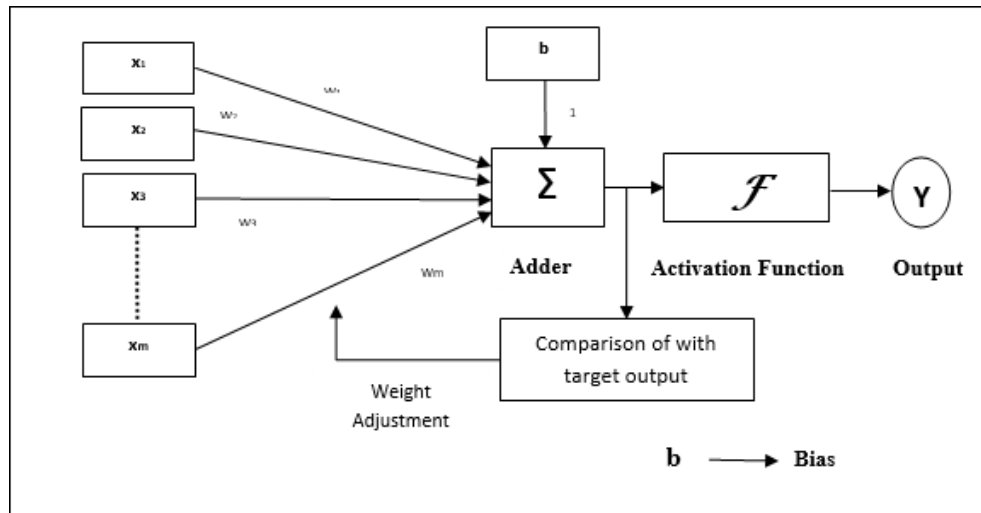 x₁
b
w₁
w₂
1
x₂
x₃
Σ
ℱ
Y
w₃
Adder
Activation Function
Output
wₘ
xₘ
Comparison of with
target output
Weight
Adjustment
b
Bias